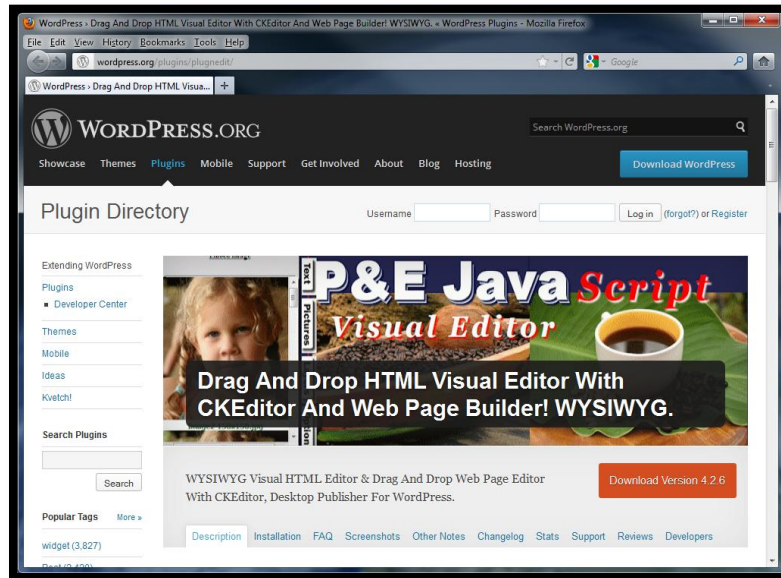 WordPress › Drag And Drop HTML Visual Editor With CKEditor And Web Page Builder! WYSIWYG. « WordPress Plugins - Mozilla Firefox
File Edit View History Bookmarks Tools Help
wordpress.org/plugins/plugnedit/
Google
WordPress › Drag And Drop HTML Visua...
WORDPRESS.ORG
Search WordPress.org
Showcase Themes Plugins Mobile Support Get Involved About Blog Hosting
Download WordPress
Plugin Directory
Username
Password
Log in
(forgot?) or Register
Extending WordPress
Plugins
Developer Center
Themes
Mobile
Ideas
Kvetch!
Search Plugins
Search
Popular Tags More »
widget (3,827)
Text
Pictures
P&E Java Script
Visual Editor
Drag And Drop HTML Visual Editor With
CKEditor And Web Page Builder! WYSIWYG.
WYSIWYG Visual HTML Editor & Drag And Drop Web Page Editor
With CKEditor, Desktop Publisher For WordPress.
Download Version 4.2.6
Description Installation FAQ Screenshots Other Notes Changelog Stats Support Reviews Developers